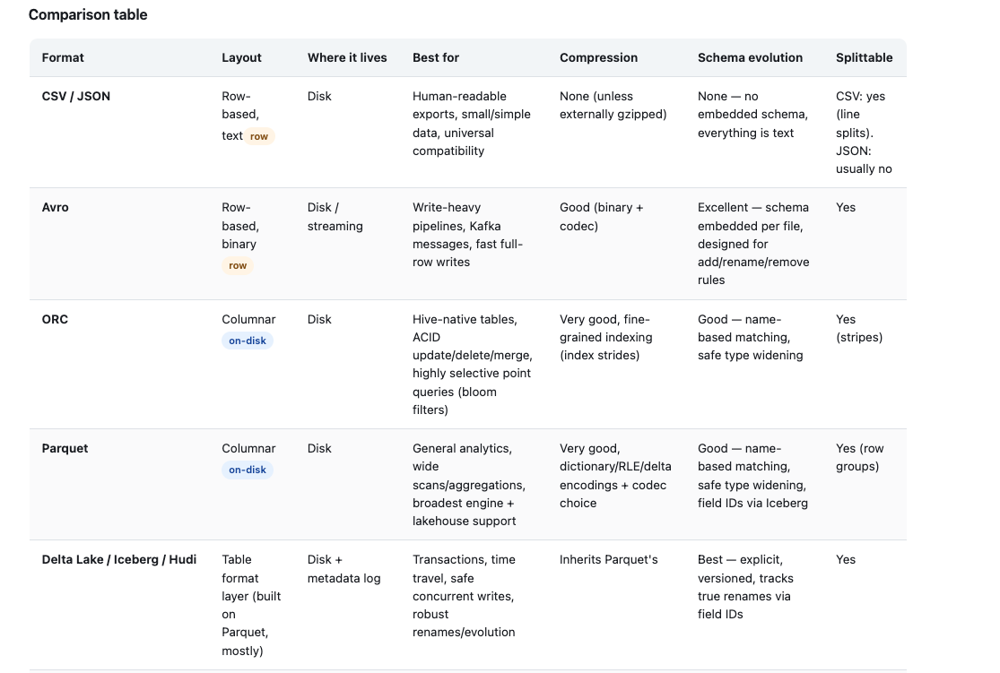 Comparison table
Format Layout Where it lives Best for Compression Schema evolution Splittable
CSV / JSON
Row-
based,
text row
Disk
Human-readable
exports, small/simple
data, universal
compatibility
None (unless
externally gzipped)
None — no
embedded schema,
everything is text
CSV: yes
(line
splits).
JSON:
usually no
Avro
Row-
based,
binary
row
Disk /
streaming
Write-heavy
pipelines, Kafka
messages, fast full-
row writes
Good (binary +
codec)
Excellent — schema
embedded per file,
designed for
add/rename/remove
rules
Yes
ORC
Columnar
on-disk
Disk
Hive-native tables,
ACID
update/delete/merge,
highly selective point
queries (bloom
filters)
Very good, fine-
grained indexing
(index strides)
Good — name-
based matching,
safe type widening
Yes
(stripes)
Parquet
Columnar
on-disk
Disk
General analytics,
wide
scans/aggregations,
broadest engine +
lakehouse support
Very good,
dictionary/RLE/delta
encodings + codec
choice
Good — name-
based matching,
safe type widening,
field IDs via Iceberg
Yes (row
groups)
Delta Lake / Iceberg / Hudi
Table
format
layer (built
on
Parquet,
mostly)
Disk +
metadata log
Transactions, time
travel, safe
concurrent writes,
robust
renames/evolution
Inherits Parquet's
Best — explicit,
versioned, tracks
true renames via
field IDs
Yes